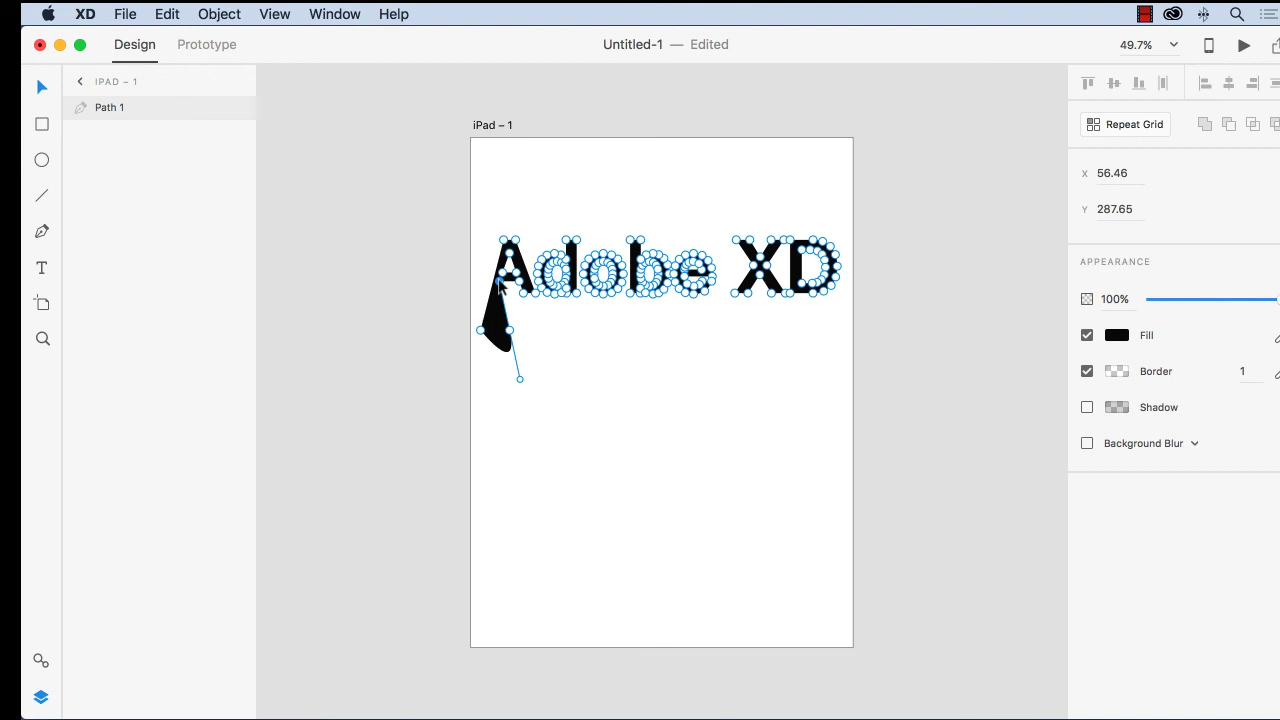 XD File Edit Object View Window Help
Design Prototype Untitled-1 — Edited 49.7%
IPAD – 1
Path 1
iPad – 1
Adobe XD
Repeat Grid
X 56.46
Y 287.65
APPEARANCE
100%
Fill
Border 1
Shadow
Background Blur